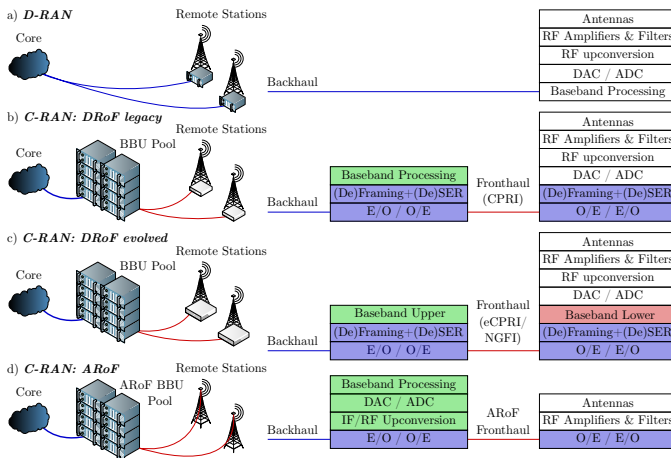 a) D-RAN
Remote Stations
Core
Backhaul
Antennas
RF Amplifiers & Filters
RF upconversion
DAC / ADC
Baseband Processing
b) C-RAN: DRoF legacy
BBU Pool
Remote Stations
Core
Backhaul
Baseband Processing
(De)Framing+(De)SER
E/O / O/E
Fronthaul
(CPRI)
Antennas
RF Amplifiers & Filters
RF upconversion
DAC / ADC
(De)Framing+(De)SER
O/E / E/O
c) C-RAN: DRoF evolved
BBU Pool
Remote Stations
Core
Backhaul
Baseband Upper
(De)Framing+(De)SER
E/O / O/E
Fronthaul
(eCPRI/
NGFI)
Antennas
RF Amplifiers & Filters
RF upconversion
DAC / ADC
Baseband Lower
(De)Framing+(De)SER
O/E / E/O
d) C-RAN: ARoF
ARoF BBU
Pool
Remote Stations
Core
Backhaul
Baseband Processing
DAC / ADC
IF/RF Upconversion
E/O / O/E
ARoF
Fronthaul
Antennas
RF Amplifiers & Filters
O/E / E/O